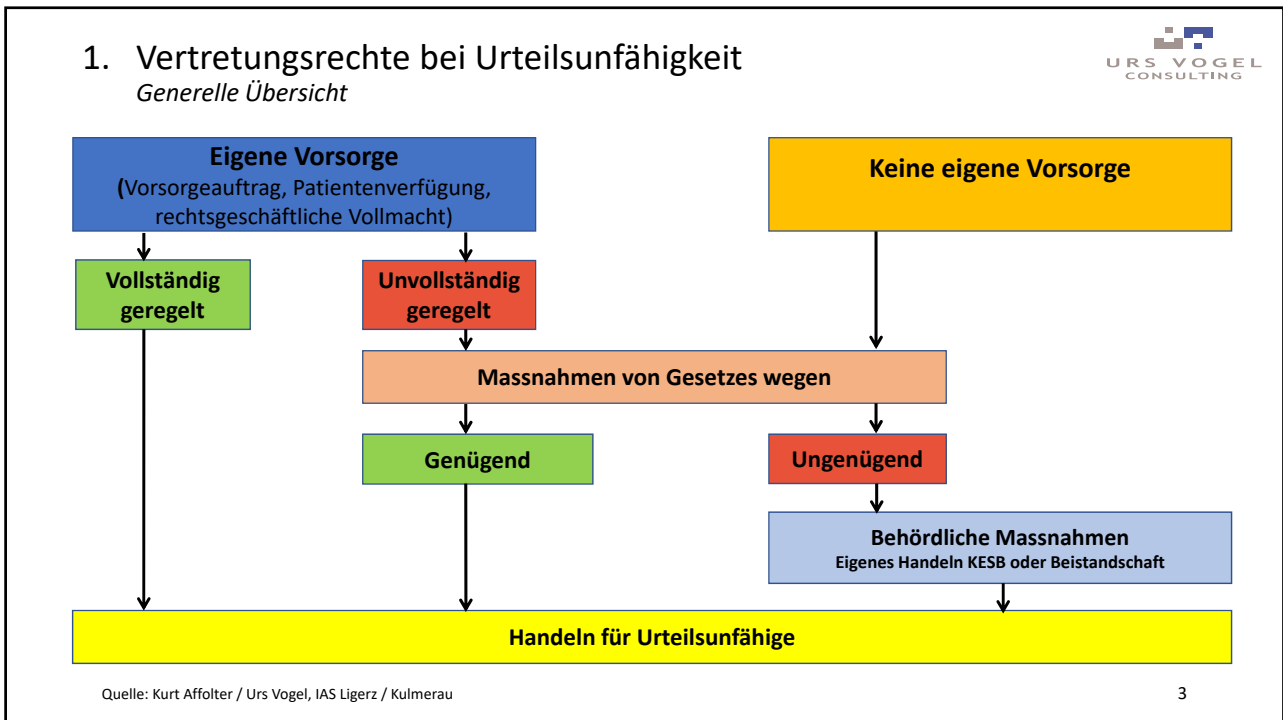 1. Vertretungsrechte bei Urteilsunfähigkeit
Generelle Übersicht
URS VOGEL
CONSULTING
Eigene Vorsorge
(Vorsorgeauftrag, Patientenverfügung,
rechtsgeschäftliche Vollmacht)
Keine eigene Vorsorge
Vollständig
geregelt
Unvollständig
geregelt
Massnahmen von Gesetzes wegen
Genügend
Ungenügend
Behördliche Massnahmen
Eigenes Handeln KESB oder Beistandschaft
Handeln für Urteilsunfähige
Quelle: Kurt Affolter / Urs Vogel, IAS Ligerz / Kulmerau
3